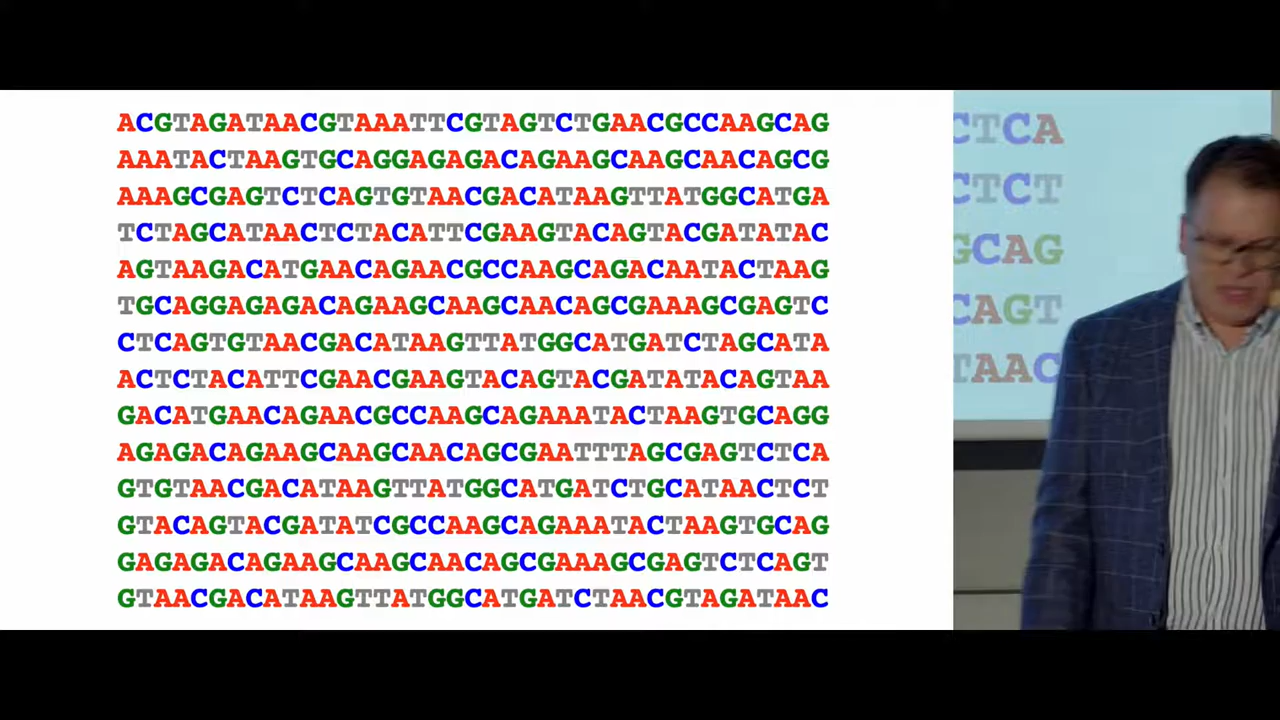 ACGTAGATAACGTAAATTCGTAGTCTGAACGCCAAGCAG
AAATACTAAGTGCAGGAGAGACAGAAGCAAGCAACAGCG
AAAGCGAGTCTCAGTGTAACGACATAAGTTATGGCATGA
TCTAGCATAACTCTACATTCGAAGTACAGTACGATATAC
AGTAAGACATGAACAGAACGCCAAGCAGACAATACTAAG
TGCAGGAGAGACAGAAGCAAGCAACAGCGAAAGCGAGTC
CTCAGTGTAACGACATAAGTTATGGCATGATCTAGCATA
ACTCTACATTCGAACGAAGTACAGTACGATATACAGTAA
GACATGAACAGAACGCCAAGCAGAAATACTAAGTGCAGG
AGAGACAGAAGCAAGCAACAGCGAATTTAGCGAGTCTCA
GTGTAACGACATAAGTTATGGCATGATCTGCATAACTCT
GTACAGTACGATATCGCCAAGCAGAAATACTAAGTGCAG
GAGAGACAGAAGCAAGCAACAGCGAAAGCGAGTCTCAGT
GTAACGACATAAGTTATGGCATGATCTAACGTAGATAAC
CTCA
CTCT
GCAG
CAGT
TAAC